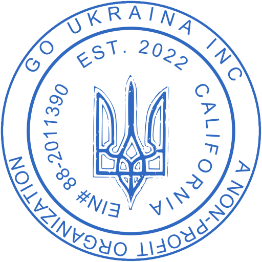 GO UKRAINA INC
A NON-PROFIT ORGANIZATION
EST. 2022
CALIFORNIA
EIN# 88-2011390